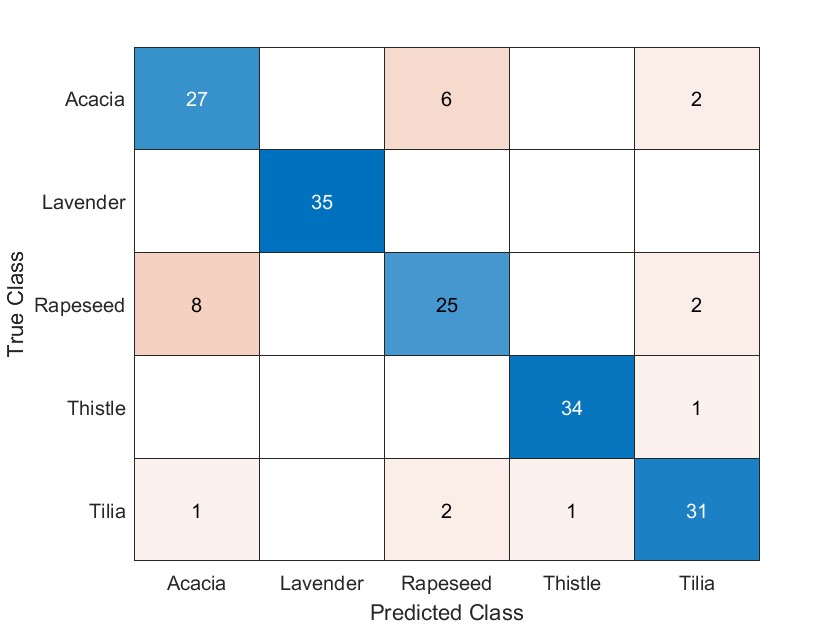 Acacia 27 6 2
Lavender 35
Rapeseed 8 25 2
Thistle 34 1
Tilia 1 2 1 31
Acacia Lavender Rapeseed Thistle Tilia
Predicted Class
True Class